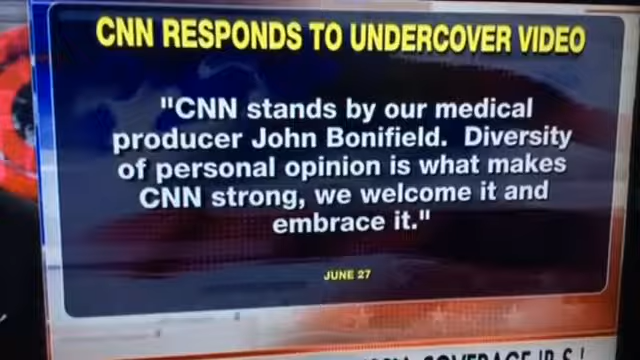 CNN RESPONDS TO UNDERCOVER VIDEO
"CNN stands by our medical
producer John Bonifield. Diversity
of personal opinion is what makes
CNN strong, we welcome it and
embrace it."
JUNE 27
COVERAGE